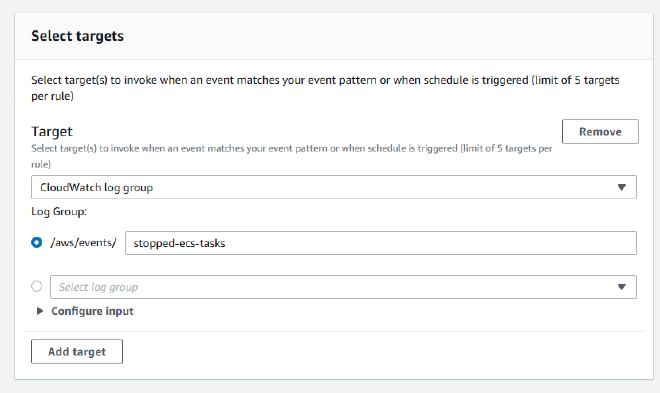 Select targets
Select target(s) to invoke when an event matches your event pattern or when schedule is triggered (limit of 5 targets
per rule)
Target
Remove
Select target(s) to invoke when an event matches your event pattern or when schedule is triggered (limit of 5 targets per
rule)
CloudWatch log group
Log Group:
/aws/events/ stopped-ecs-tasks
Select log group
Configure input
Add target